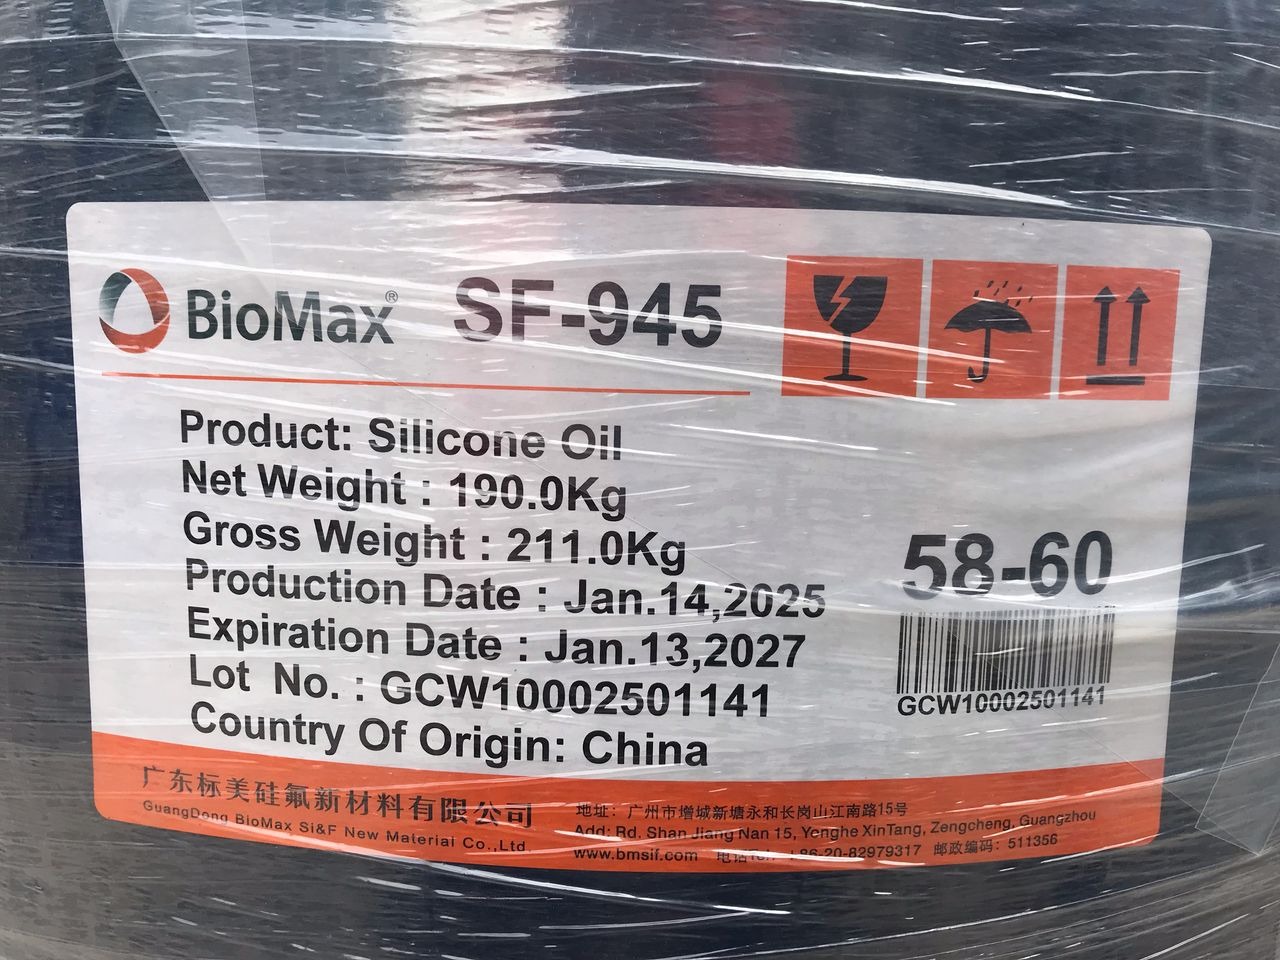 BioMax® SF-945
Product: Silicone Oil
Net Weight : 190.0Kg
Gross Weight : 211.0Kg
Production Date : Jan.14,2025
Expiration Date : Jan.13,2027
Lot No. : GCW10002501141
Country Of Origin: China
58-60
GCW10002501141
广东标美硅氟新材料有限公司
GuangDong BioMax Si&F New Material Co.,Ltd
地址: 广州市增城新塘永和长岗山江南路15号
Add: Rd. Shan Jiang Nan 15, Yenghe XinTang, Zengcheng, Guangzhou
www.bmsif.com 电话Tel: +86-20-82979317 邮政编码: 511356